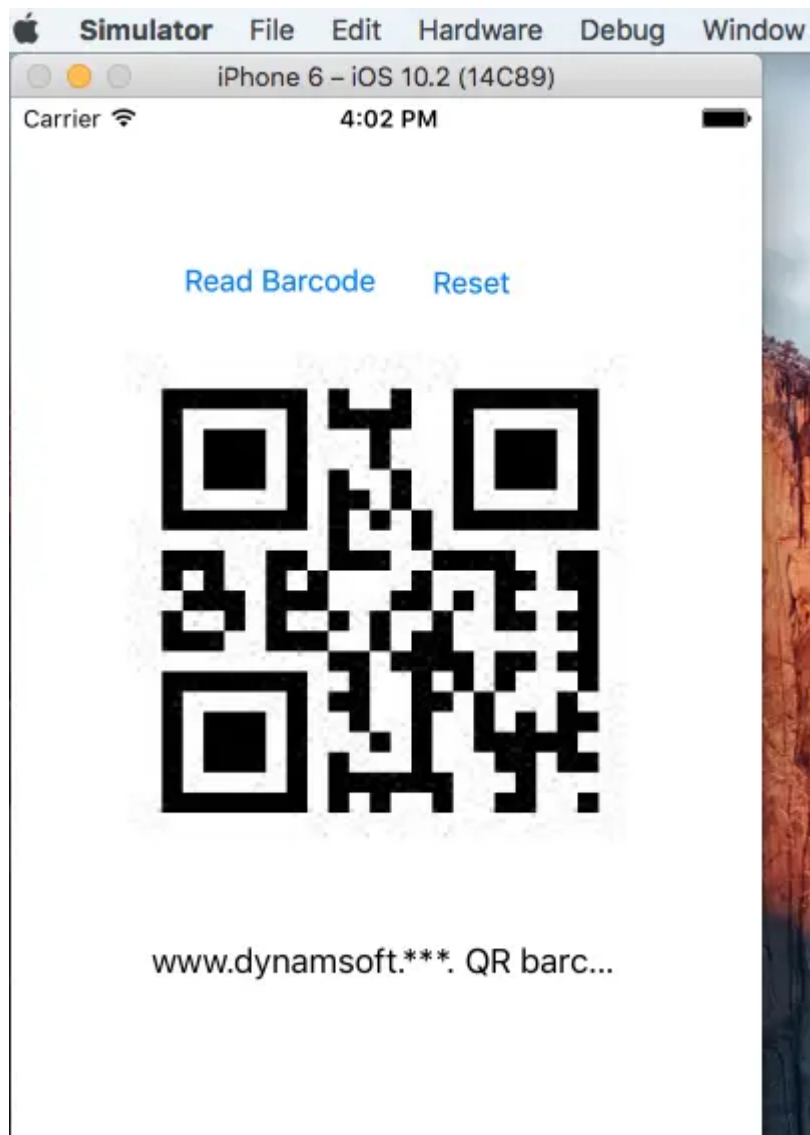 Simulator File Edit Hardware Debug Window
iPhone 6 – iOS 10.2 (14C89)
Carrier 4:02 PM
Read Barcode Reset
www.dynamsoft.***. QR barc...